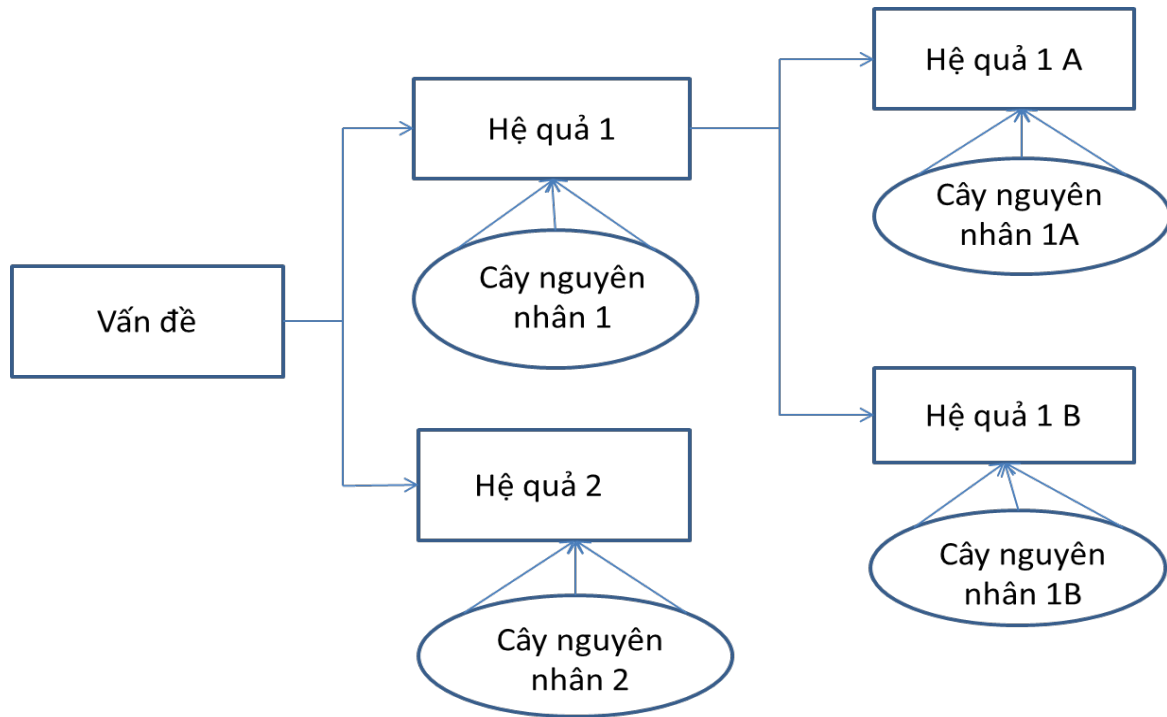 Vấn đề
Hệ quả 1
Cây nguyên
nhân 1
Hệ quả 2
Cây nguyên
nhân 2
Hệ quả 1 A
Cây nguyên
nhân 1A
Hệ quả 1 B
Cây nguyên
nhân 1B